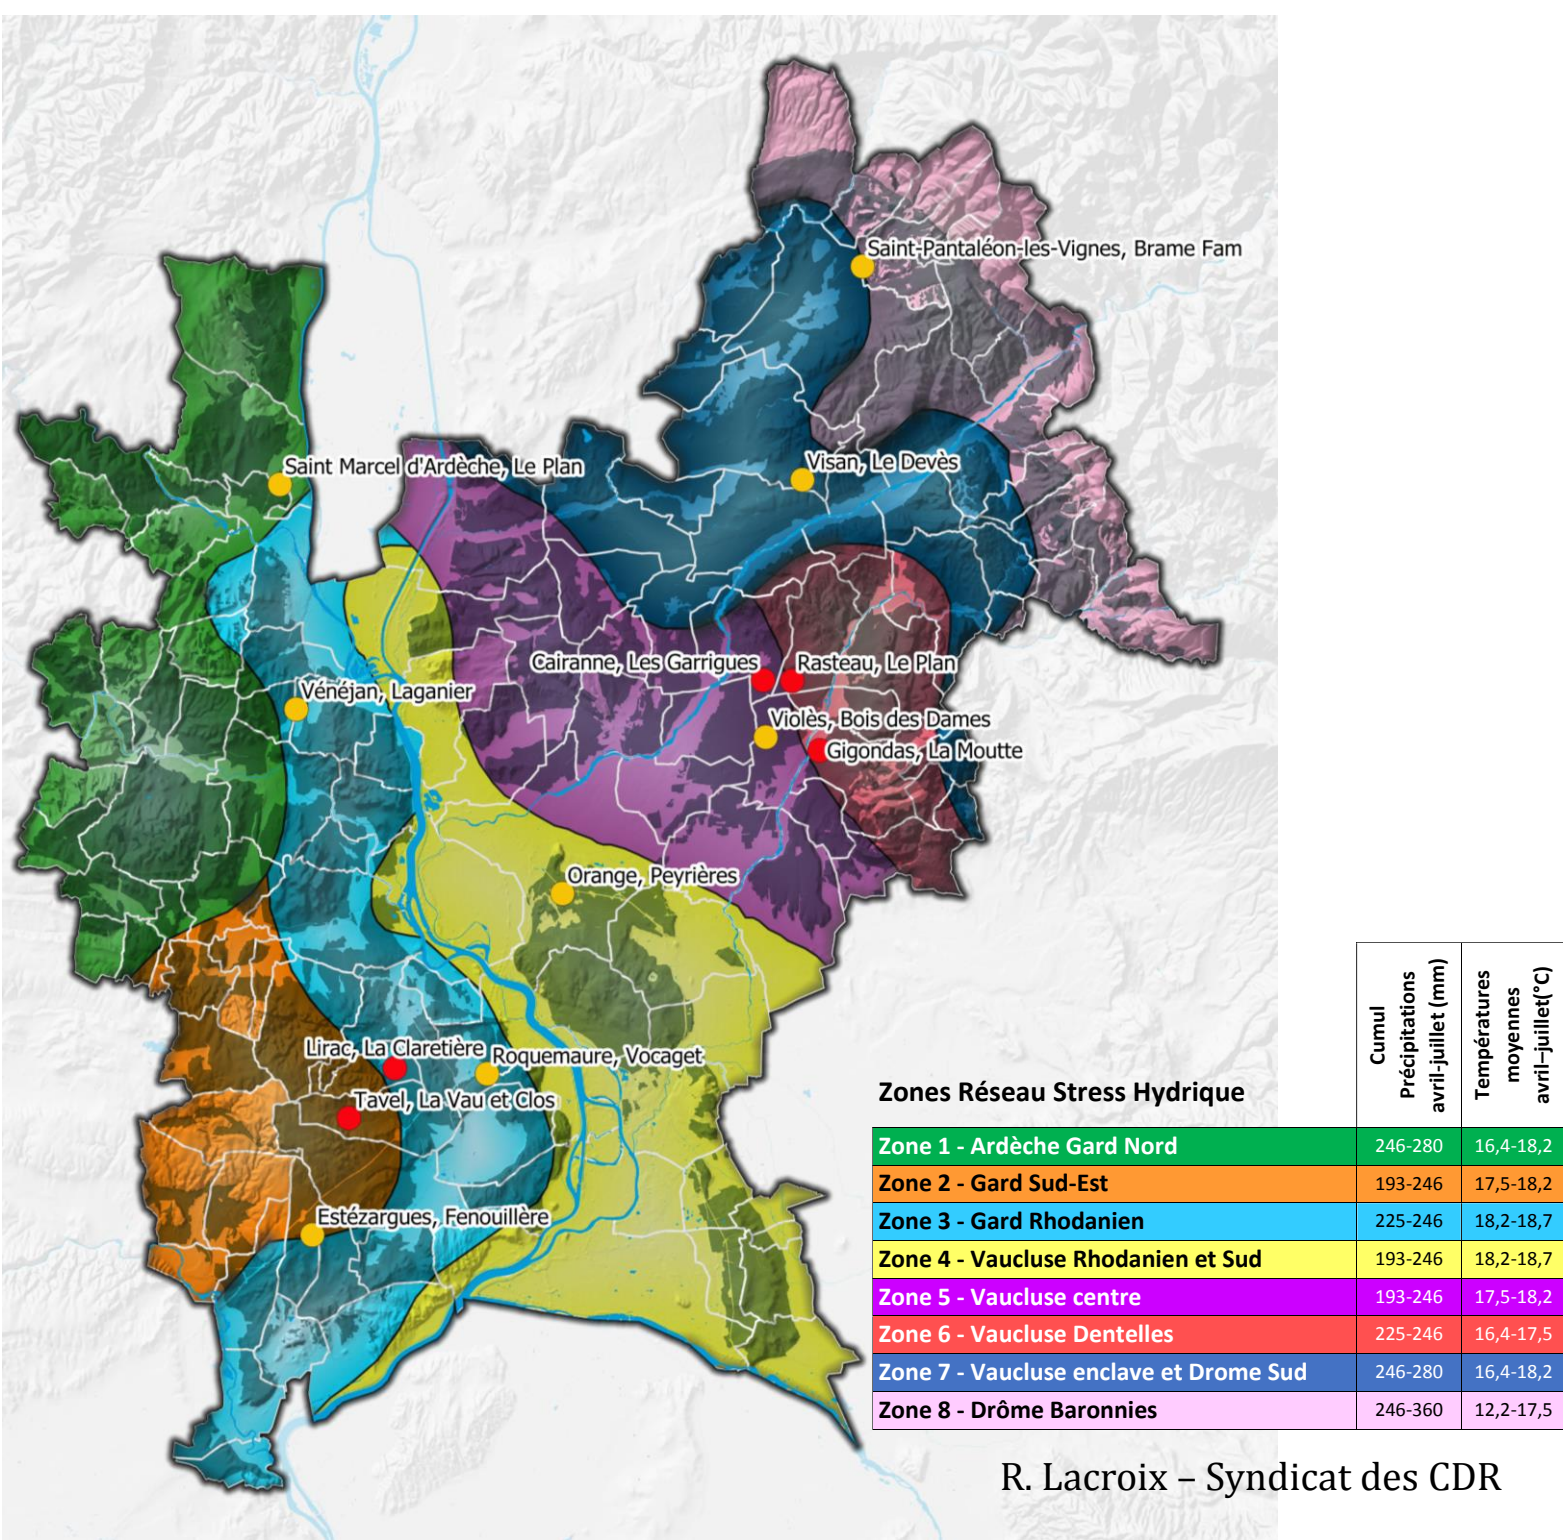 Saint-Pantaléon-les-Vignes, Brame Fam
Saint Marcel d'Ardèche, Le Plan
Visan, Le Devès
Cairanne, Les Garrigues
Rasteau, Le Plan
Vénéjan, Laganier
Violès, Bois des Dames
Gigondas, La Moutte
Orange, Peyrières
Lirac, La Claretière
Roquemaure, Vocaget
Tavel, La Vau et Clos
Estézargues, Fenouillère
Zones Réseau Stress Hydrique
Cumul
Précipitations
avril-juillet (mm)
Températures
moyennes
avril–juillet(°C)
Zone 1 - Ardèche Gard Nord 246-280 16,4-18,2
Zone 2 - Gard Sud-Est 193-246 17,5-18,2
Zone 3 - Gard Rhodanien 225-246 18,2-18,7
Zone 4 - Vaucluse Rhodanien et Sud 193-246 18,2-18,7
Zone 5 - Vaucluse centre 193-246 17,5-18,2
Zone 6 - Vaucluse Dentelles 225-246 16,4-17,5
Zone 7 - Vaucluse enclave et Drome Sud 246-280 16,4-18,2
Zone 8 - Drôme Baronnies 246-360 12,2-17,5
R. Lacroix – Syndicat des CDR